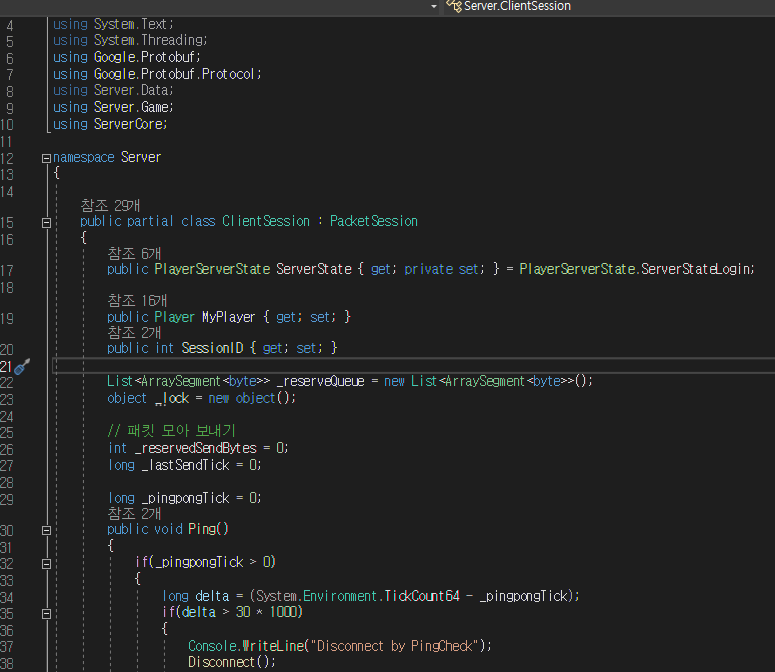 Server.ClientSession
4 using System.Text;
5 using System.Threading;
6 using Google.Protobuf;
7 using Google.Protobuf.Protocol;
8 using Server.Data;
9 using Server.Game;
10 using ServerCore;
11
12 namespace Server
13 {
14
참조 29개
15 public partial class ClientSession : PacketSession
16 {
참조 6개
17 public PlayerServerState ServerState { get; private set; } = PlayerServerState.ServerStateLogin;
18
참조 16개
19 public Player MyPlayer { get; set; }
참조 2개
20 public int SessionID { get; set; }
21
22 List<ArraySegment<byte>> _reserveQueue = new List<ArraySegment<byte>>();
23 object _lock = new object();
24
25 // 패킷 모아 보내기
26 int _reservedSendBytes = 0;
27 long _lastSendTick = 0;
28
29 long _pingpongTick = 0;
참조 2개
30 public void Ping()
31 {
32 if(_pingpongTick > 0)
33 {
34 long delta = (System.Environment.TickCount64 - _pingpongTick);
35 if(delta > 30 * 1000)
36 {
37 Console.WriteLine("Disconnect by PingCheck");
38 Disconnect();